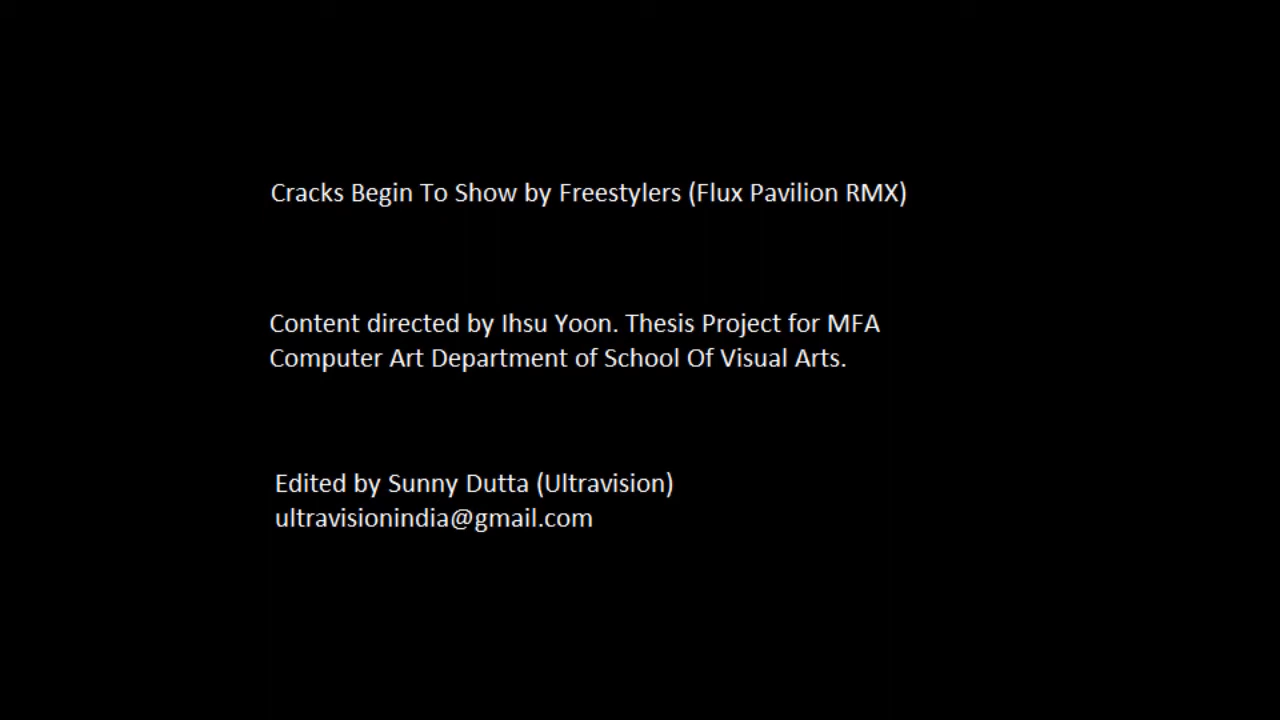 Cracks Begin To Show by Freestylers (Flux Pavilion RMX)
Content directed by Ihsu Yoon. Thesis Project for MFA
Computer Art Department of School Of Visual Arts.
Edited by Sunny Dutta (Ultravision)
ultravisionindia@gmail.com